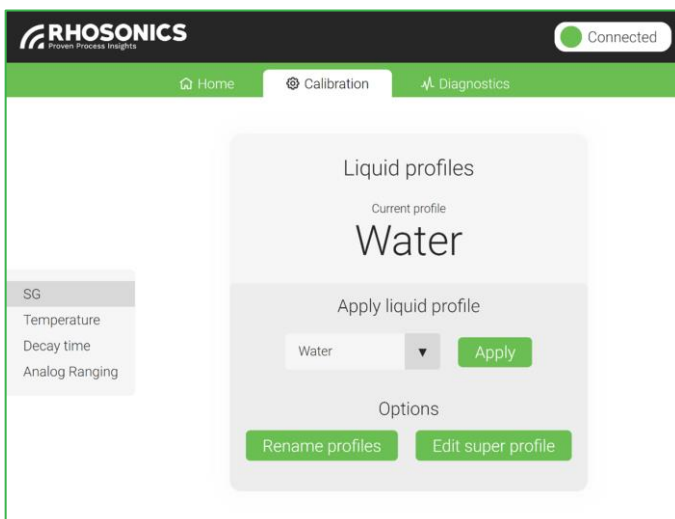 RHOSONICS
Proven Process Insights
Connected
Home
Calibration
Diagnostics
Liquid profiles
Current profile
Water
SG
Temperature
Decay time
Analog Ranging
Apply liquid profile
Water
Apply
Options
Rename profiles
Edit super profile